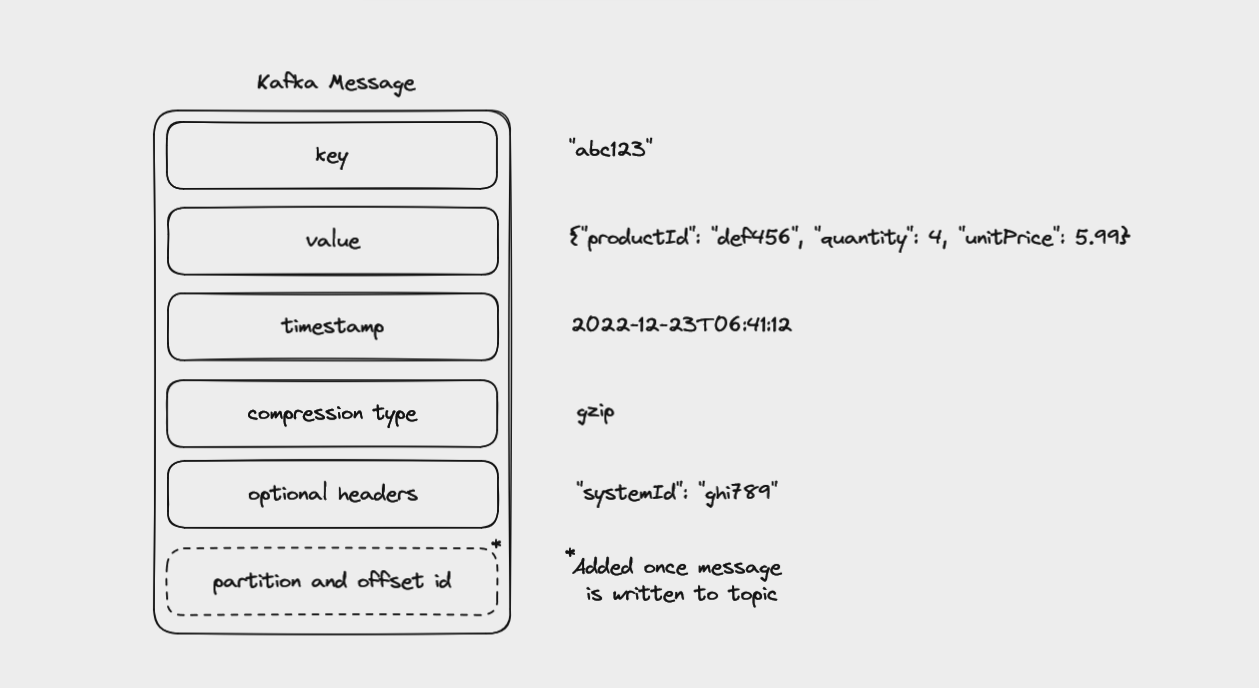 Kafka Message
key
"abc123"
value
{"productId": "def456", "quantity": 4, "unitPrice": 5.99}
timestamp
2022-12-23T06:41:12
compression type
gzip
optional headers
"systemId": "ghi789"
partition and offset id
*
*Added once message
is written to topic